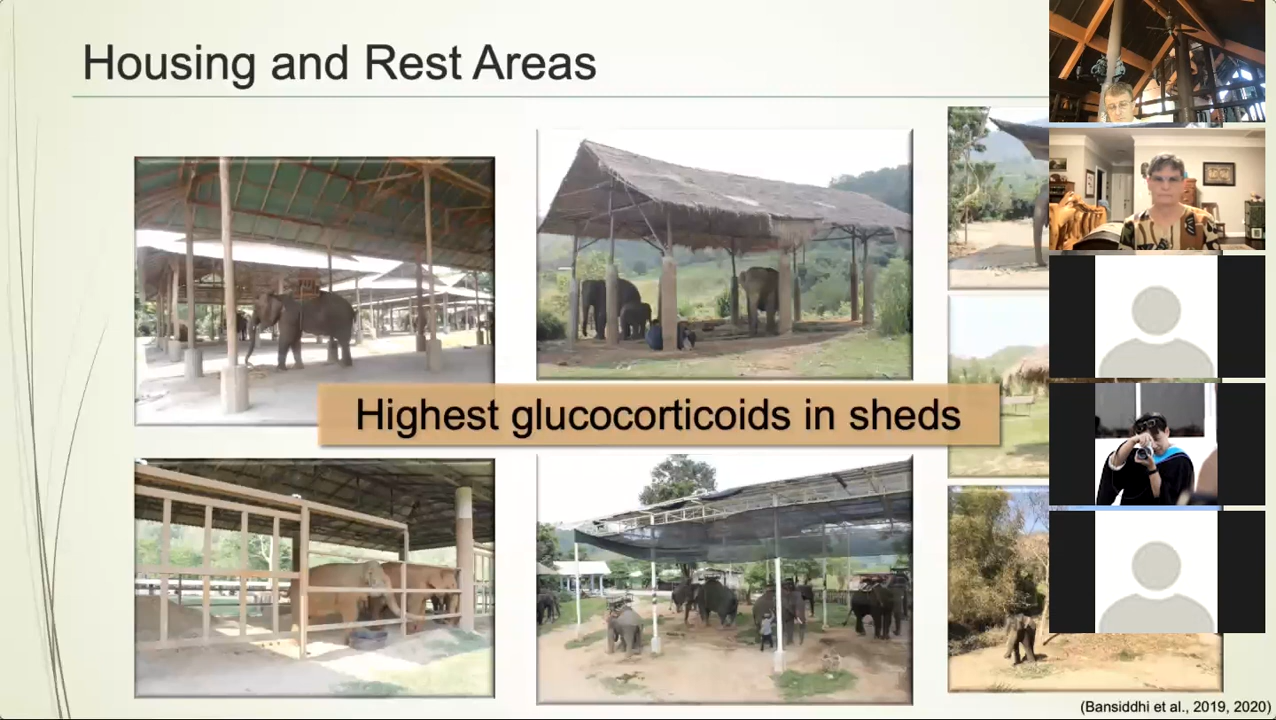 Housing and Rest Areas
Highest glucocorticoids in sheds
(Bansiddhi et al., 2019, 2020)